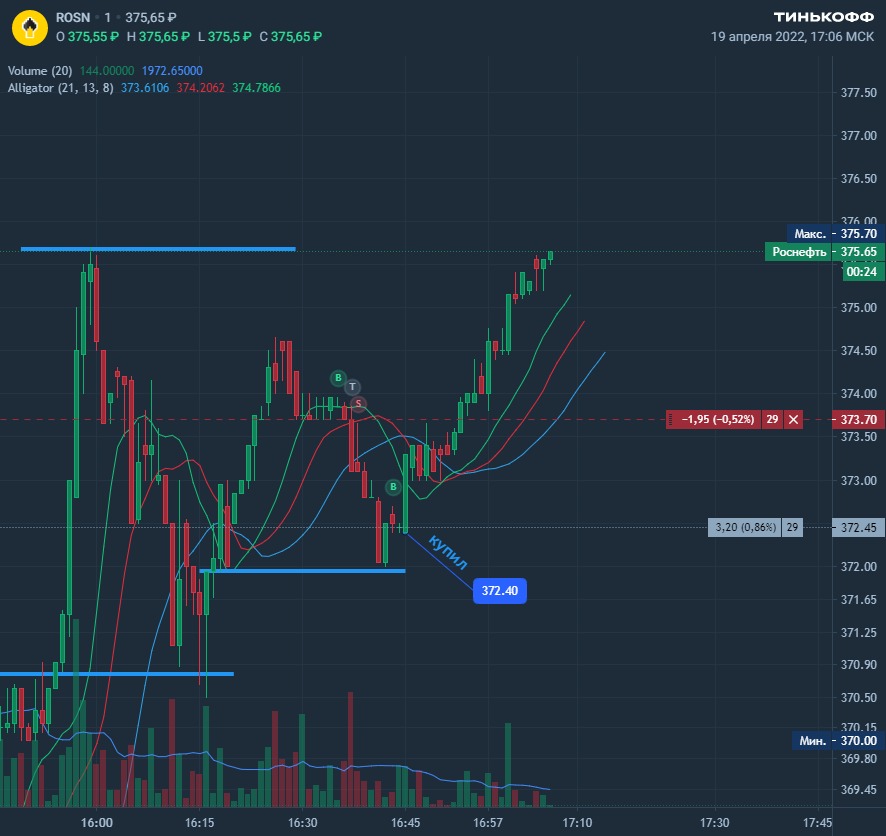 ROSN 1 375,65 ₽
ТИНЬКОФФ
О 375,55 ₽ H 375,65 ₽ L 375,5 ₽ C 375,65 ₽
19 апреля 2022, 17:06 МСК
Volume (20) 144.00000 1972.65000
Alligator (21, 13, 8) 373.6106 374.2062 374.7866
377.50
377.00
376.50
376.00
Макс. 375.70
Роснефть 375.65
00:24
375.00
374.50
374.00
B
T
S
−1,95 (−0,52%) 29 373.70
373.50
373.00
B
3,20 (0,86%) 29 372.45
купил
372.40
372.00
371.65
371.25
370.90
370.50
370.15
Мин. 370.00
369.80
369.45
16:00 16:15 16:30 16:45 16:57 17:10 17:30 17:45